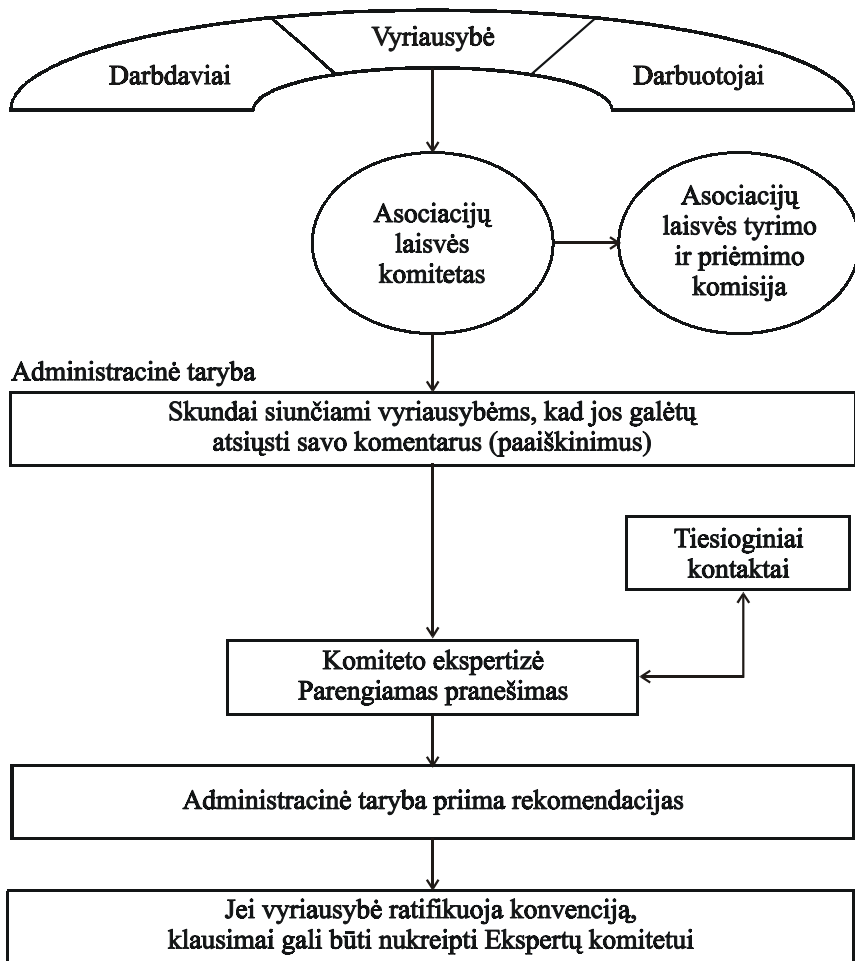 Vyriausybė
Darbdaviai
Darbuotojai
Asociacijų
laisvės
komitetas
Asociacijų
laisvės tyrimo
ir priėmimo
komisija
Administracinė taryba
Skundai siunčiami vyriausybėms, kad jos galėtų
atsiųsti savo komentarus (paaiškinimus)
Tiesioginiai
kontaktai
Komiteto ekspertizė
Parengiamas pranešimas
Administracinė taryba priima rekomendacijas
Jei vyriausybė ratifikuoja konvenciją,
klausimai gali būti nukreipti Ekspertų komitetui